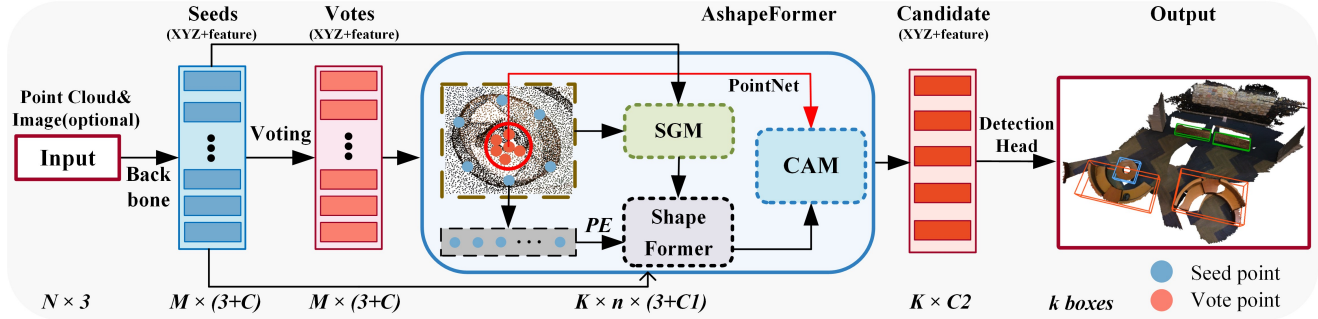 Seeds
(XYZ+feature)
Votes
(XYZ+feature)
AshapeFormer
Candidate
(XYZ+feature)
Output
Point Cloud&
Image(optional)
Input
Back
bone
Voting
PointNet
SGM
CAM
PE
Shape
Former
Detection
Head
Seed point
Vote point
N × 3
M × (3+C)
M × (3+C)
K × n × (3+C1)
K × C2
k boxes